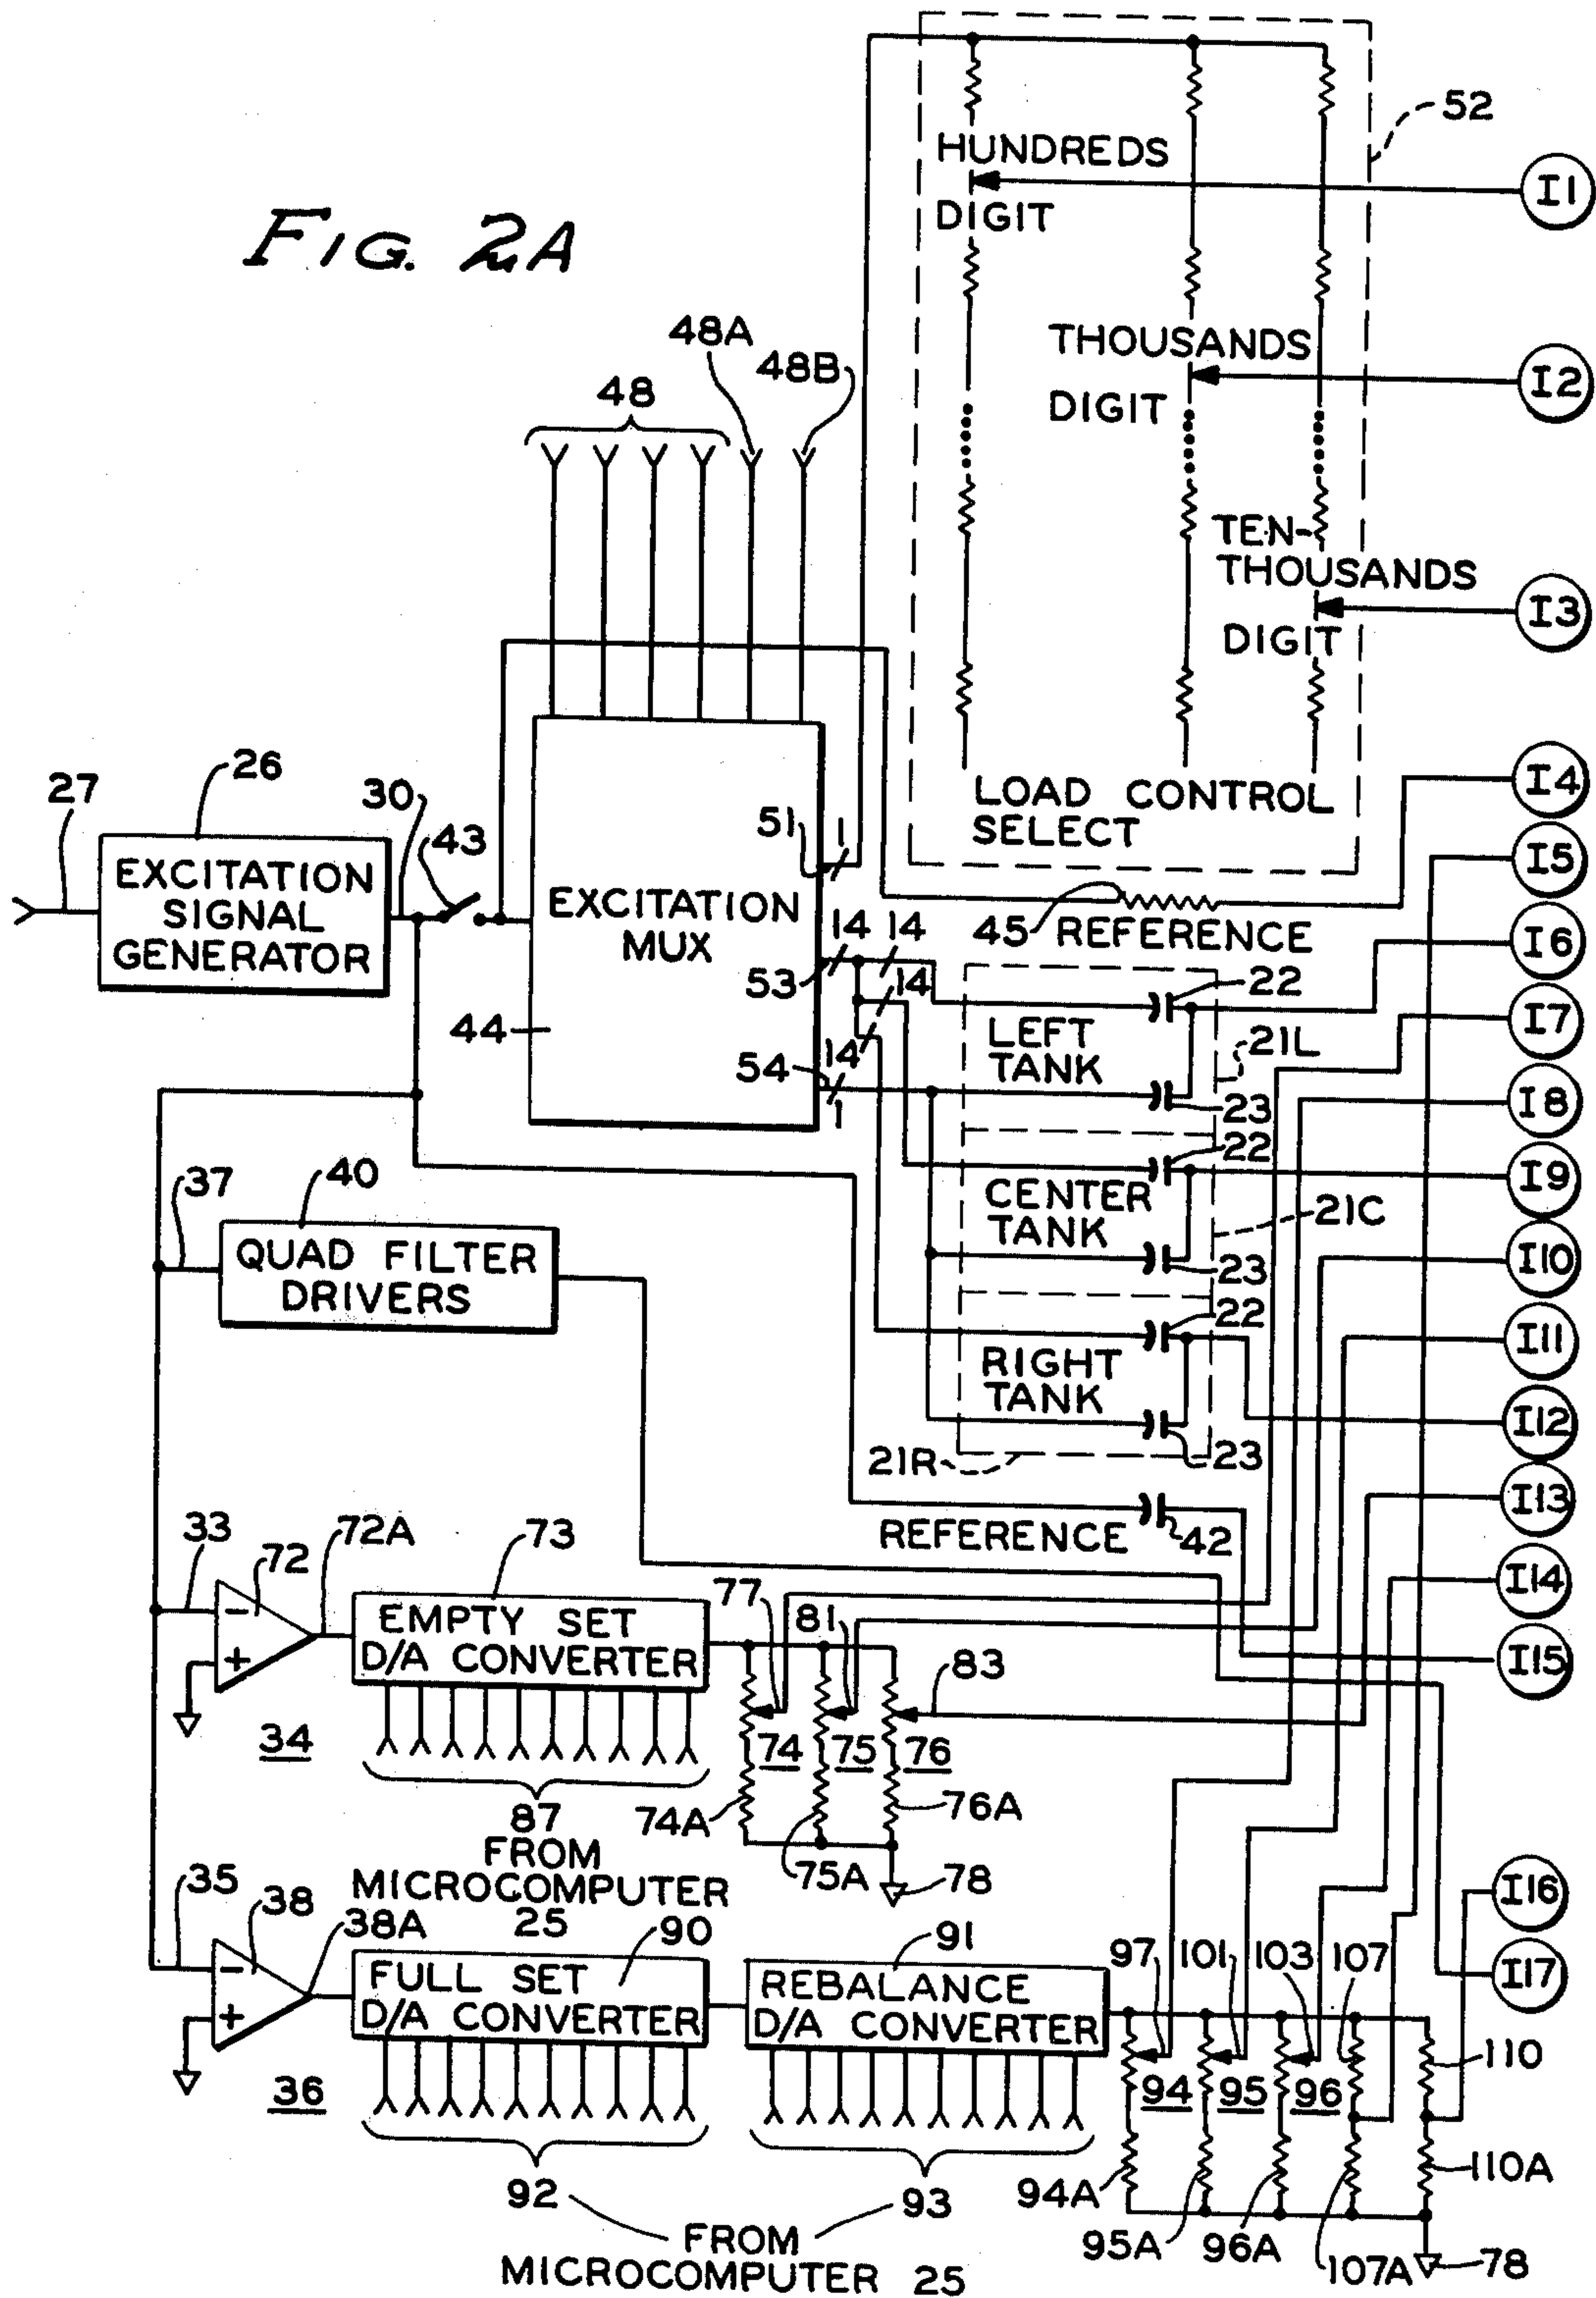 FIG. 2A
52
HUNDREDS
DIGIT
I1
THOUSANDS
DIGIT
I2
TEN-
THOUSANDS
DIGIT
I3
LOAD CONTROL
SELECT
48
48A
48B
27
26
EXCITATION
SIGNAL
GENERATOR
30
43
EXCITATION
MUX
44
51
1
53
14
14
14
14
54
1
45
REFERENCE
I4
I5
I6
I7
I8
I9
I10
I11
I12
I13
I14
I15
I16
I17
LEFT
TANK
22
21L
23
CENTER
TANK
22
21C
23
RIGHT
TANK
22
23
21R
REFERENCE
42
37
40
QUAD FILTER
DRIVERS
33
72
-
+
72A
73
EMPTY SET
D/A CONVERTER
34
87
FROM
MICROCOMPUTER
25
77
81
83
74
75
76
74A
75A
76A
78
35
38
-
+
38A
90
FULL SET
D/A CONVERTER
36
91
REBALANCE
D/A CONVERTER
92
93
FROM
MICROCOMPUTER 25
97
101
103
107
110
94
95
96
94A
95A
96A
107A
110A
78